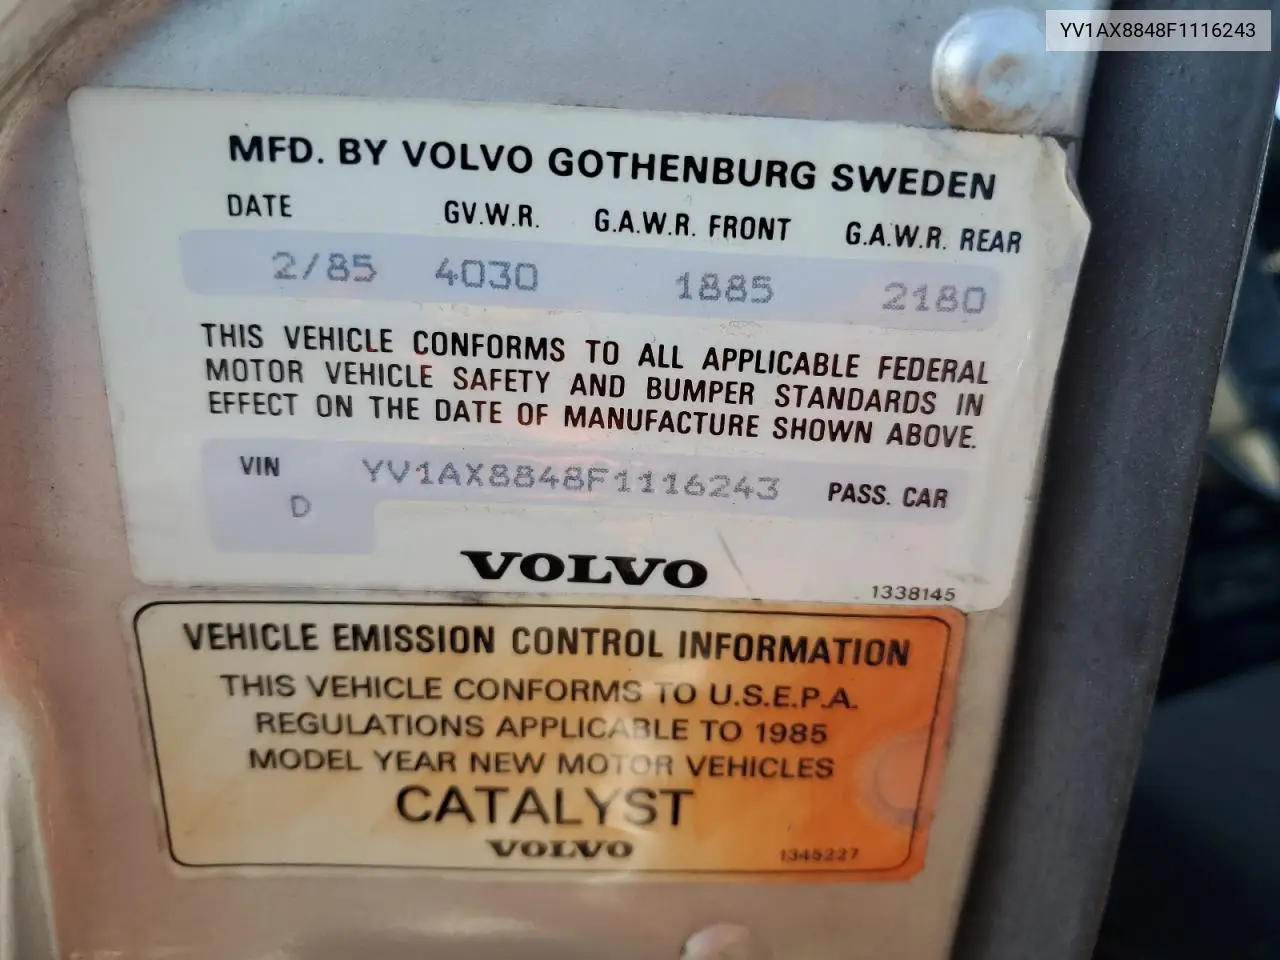 YV1AX8848F1116243
MFD. BY VOLVO GOTHENBURG SWEDEN
DATE G.V.W.R. G.A.W.R. FRONT G.A.W.R. REAR
2/85 4030 1885 2180
THIS VEHICLE CONFORMS TO ALL APPLICABLE FEDERAL
MOTOR VEHICLE SAFETY AND BUMPER STANDARDS IN
EFFECT ON THE DATE OF MANUFACTURE SHOWN ABOVE.
VIN YV1AX8848F1116243 PASS. CAR
D
VOLVO
1338145
VEHICLE EMISSION CONTROL INFORMATION
THIS VEHICLE CONFORMS TO U.S.E.P.A.
REGULATIONS APPLICABLE TO 1985
MODEL YEAR NEW MOTOR VEHICLES
CATALYST
VOLVO 1345227